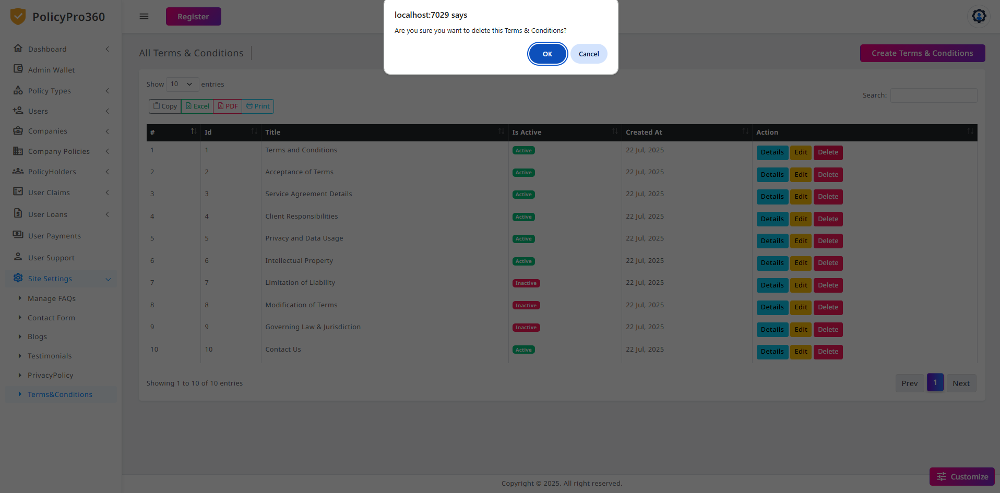 PolicyPro360
Register
localhost:7029 says
Are you sure you want to delete this Terms & Conditions?
OK Cancel
Dashboard
Admin Wallet
Policy Types
Users
Companies
Company Policies
PolicyHolders
User Claims
User Loans
User Payments
User Support
Site Settings
Manage FAQs
Contact Form
Blogs
Testimonials
PrivacyPolicy
Terms&Conditions
All Terms & Conditions
Create Terms & Conditions
Show 10 entries
Search:
Copy Excel PDF Print
# Id Title Is Active Created At Action
1 1 Terms and Conditions Active 22 Jul, 2025 Details Edit Delete
2 2 Acceptance of Terms Active 22 Jul, 2025 Details Edit Delete
3 3 Service Agreement Details Active 22 Jul, 2025 Details Edit Delete
4 4 Client Responsibilities Active 22 Jul, 2025 Details Edit Delete
5 5 Privacy and Data Usage Active 22 Jul, 2025 Details Edit Delete
6 6 Intellectual Property Active 22 Jul, 2025 Details Edit Delete
7 7 Limitation of Liability Inactive 22 Jul, 2025 Details Edit Delete
8 8 Modification of Terms Inactive 22 Jul, 2025 Details Edit Delete
9 9 Governing Law & Jurisdiction Inactive 22 Jul, 2025 Details Edit Delete
10 10 Contact Us Active 22 Jul, 2025 Details Edit Delete
Showing 1 to 10 of 10 entries
Prev 1 Next
Customize
Copyright © 2025. All right reserved.